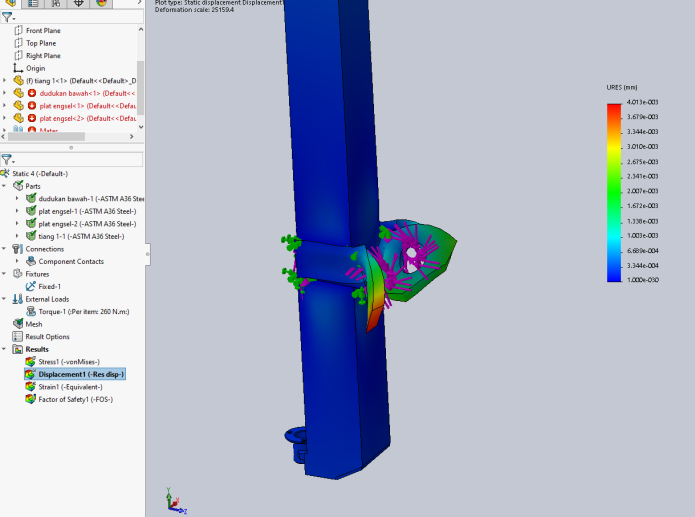 Plot type: Static displacement Displacement
Deformation scale: 25159.4
Front Plane
Top Plane
Right Plane
Origin
(f) tiang 1<1> (Default<<Default>_D
dudukan bawah<1> (Default<<
plat engsel<1> (Default<<Defau
plat engsel<2> (Default<<Defau
Mates
Static 4 (-Default-)
Parts
dudukan bawah-1 (-ASTM A36 Stee
plat engsel-1 (-ASTM A36 Steel-)
plat engsel-2 (-ASTM A36 Steel-)
tiang 1-1 (-ASTM A36 Steel-)
Connections
Component Contacts
Fixtures
Fixed-1
External Loads
Torque-1 (:Per item: 260 N.m:)
Mesh
Result Options
Results
Stress1 (-vonMises-)
Displacement1 (-Res disp-)
Strain1 (-Equivalent-)
Factor of Safety1 (-FOS-)
URES (mm)
4.013e-003
3.679e-003
3.344e-003
3.010e-003
2.675e-003
2.341e-003
2.007e-003
1.672e-003
1.338e-003
1.003e-003
6.689e-004
3.344e-004
1.000e-030
Y
X
Z